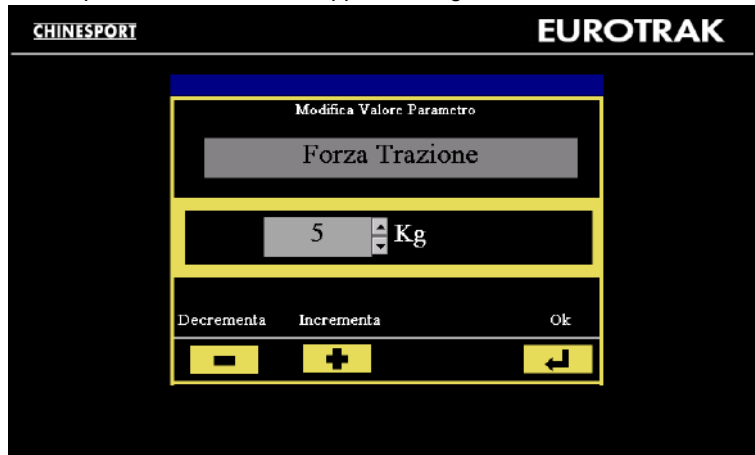 CHINESPORT EUROTRAK
Modifica Valore Parametro
Forza Trazione
5 Kg
Decrementa Incrementa Ok